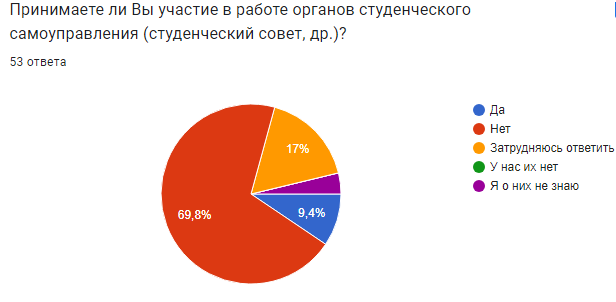 Принимаете ли Вы участие в работе органов студенческого
самоуправления (студенческий совет, др.)?
53 ответа
Да
Нет
Затрудняюсь ответить
У нас их нет
Я о них не знаю
17%
69,8%
9,4%